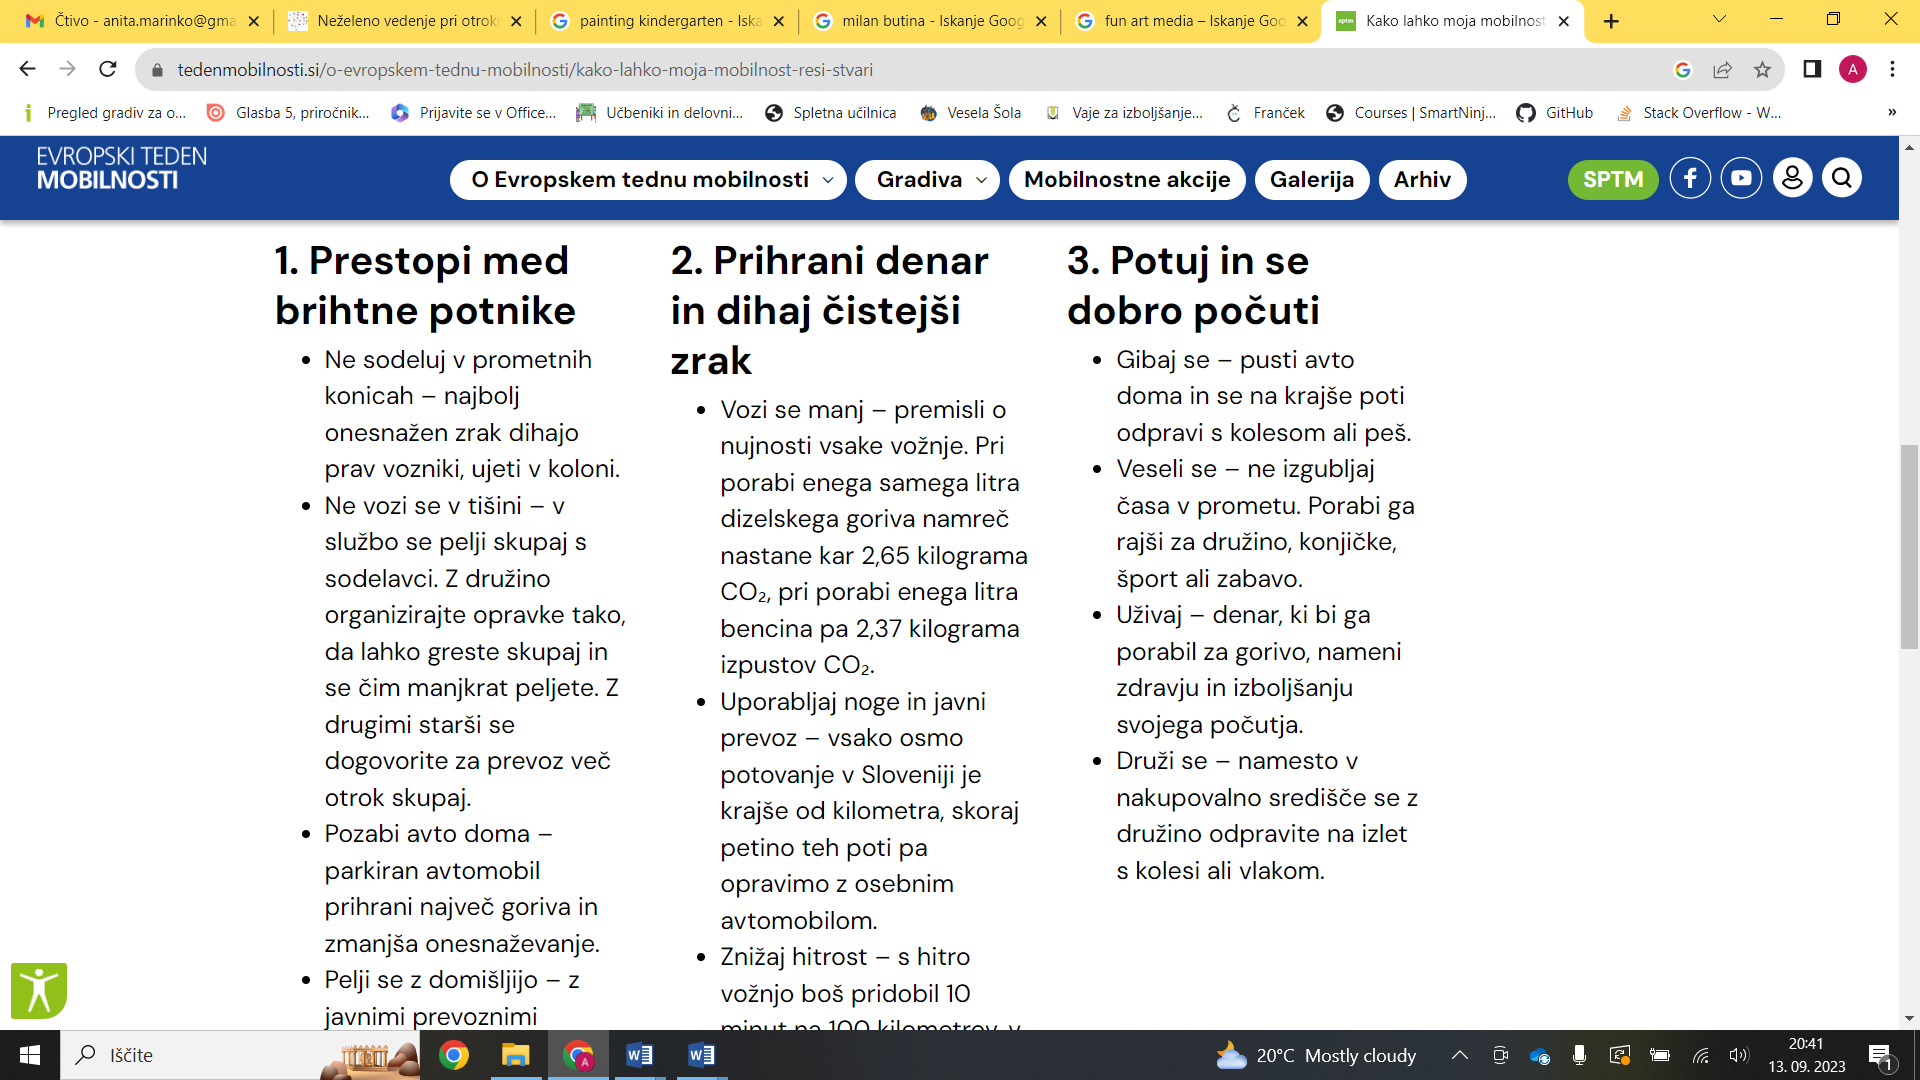 Čtivo - anita.marinko@gma
Neželeno vedenje pri otroku
painting kindergarten - Iska
milan butina - Iskanje Goog
fun art media – Iskanje Goo
Kako lahko moja mobilnost
tedenmobilnosti.si/o-evropskem-tednu-mobilnosti/kako-lahko-moja-mobilnost-resi-stvari
A
Pregled gradiv za o...
Glasba 5, priročnik...
Prijavite se v Office...
Učbeniki in delovni...
Spletna učilnica
Vesela Šola
Vaje za izboljšanje...
Franček
Courses | SmartNinj...
GitHub
Stack Overflow - W...
»
EVROPSKI TEDEN
MOBILNOSTI
O Evropskem tednu mobilnosti
Gradiva
Mobilnostne akcije
Galerija
Arhiv
SPTM
1. Prestopi med
brihtne potnike
Ne sodeluj v prometnih
konicah – najbolj
onesnažen zrak dihajo
prav vozniki, ujeti v koloni.
Ne vozi se v tišini – v
službo se pelji skupaj s
sodelavci. Z družino
organizirajte opravke tako,
da lahko greste skupaj in
se čim manjkrat peljete. Z
drugimi starši se
dogovorite za prevoz več
otrok skupaj.
Pozabi avto doma –
parkiran avtomobil
prihrani največ goriva in
zmanjša onesnaževanje.
Pelji se z domišljijo – z
javnimi prevoznimi
2. Prihrani denar
in dihaj čistejši
zrak
Vozi se manj – premisli o
nujnosti vsake vožnje. Pri
porabi enega samega litra
dizelskega goriva namreč
nastane kar 2,65 kilograma
CO₂, pri porabi enega litra
bencina pa 2,37 kilograma
izpustov CO₂.
Uporabljaj noge in javni
prevoz – vsako osmo
potovanje v Sloveniji je
krajše od kilometra, skoraj
petino teh poti pa
opravimo z osebnim
avtomobilom.
Znižaj hitrost – s hitro
vožnjo boš pridobil 10
minut na 100 kilometrov, v
3. Potuj in se
dobro počuti
Gibaj se – pusti avto
doma in se na krajše poti
odpravi s kolesom ali peš.
Veseli se – ne izgubljaj
časa v prometu. Porabi ga
rajši za družino, konjičke,
šport ali zabavo.
Uživaj – denar, ki bi ga
porabil za gorivo, nameni
zdravju in izboljšanju
svojega počutja.
Druži se – namesto v
nakupovalno središče se z
družino odpravite na izlet
s kolesi ali vlakom.
Iščite
20°C Mostly cloudy
20:41
13. 09. 2023
1